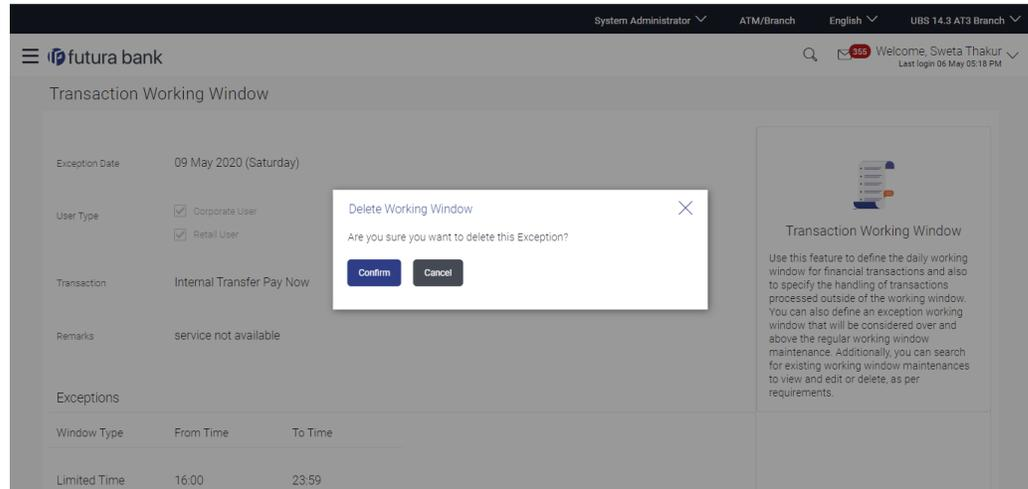 System Administrator ATM/Branch English UBS 14.3 AT3 Branch
futura bank
355 Welcome, Sweta Thakur
Last login 06 May 05:18 PM
Transaction Working Window
Exception Date 09 May 2020 (Saturday)
User Type Corporate User
Retail User
Transaction Internal Transfer Pay Now
Remarks service not available
Exceptions
Window Type From Time To Time
Limited Time 16:00 23:59
Delete Working Window
Are you sure you want to delete this Exception?
Confirm Cancel
Transaction Working Window
Use this feature to define the daily working
window for financial transactions and also
to specify the handling of transactions
processed outside of the working window.
You can also define an exception working
window that will be considered over and
above the regular working window
maintenance. Additionally, you can search
for existing working window maintenances
to view and edit or delete, as per
requirements.